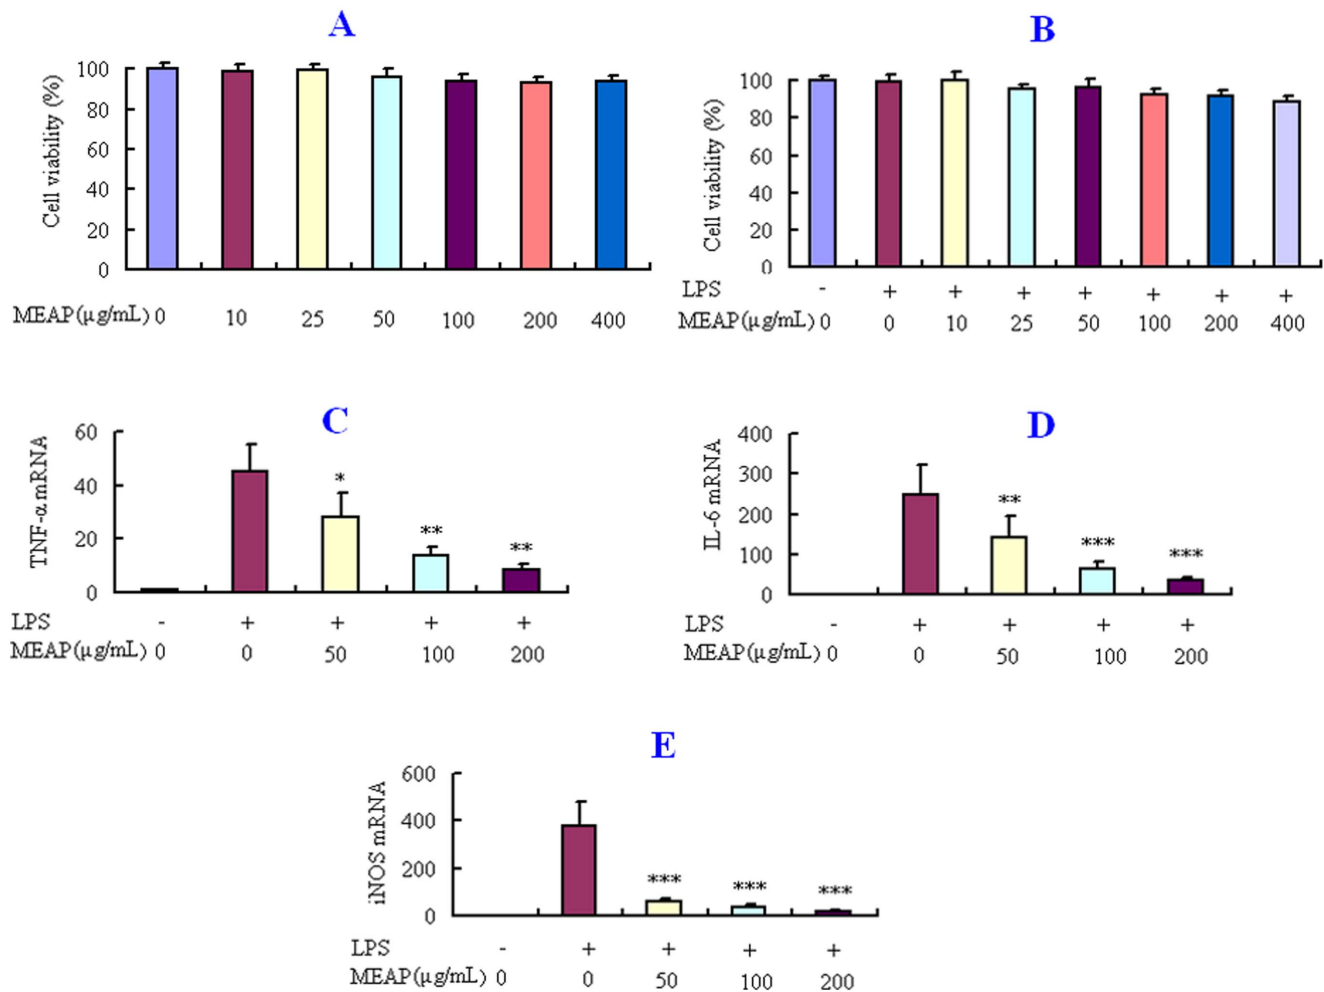 A
Cell viability (%)
100
80
60
40
20
0
MEAP(μg/mL) 0 10 25 50 100 200 400
B
Cell viability (%)
100
80
60
40
20
0
LPS - + + + + + + +
MEAP(μg/mL) 0 0 10 25 50 100 200 400
C
TNF-α mRNA
60
40
20
0
*
**
**
LPS - + + + +
MEAP(μg/mL) 0 0 50 100 200
D
IL-6 mRNA
400
300
200
100
0
**
***
***
LPS - + + + +
MEAP(μg/mL) 0 0 50 100 200
E
iNOS mRNA
600
400
200
0
***
***
***
LPS - + + + +
MEAP(μg/mL) 0 0 50 100 200